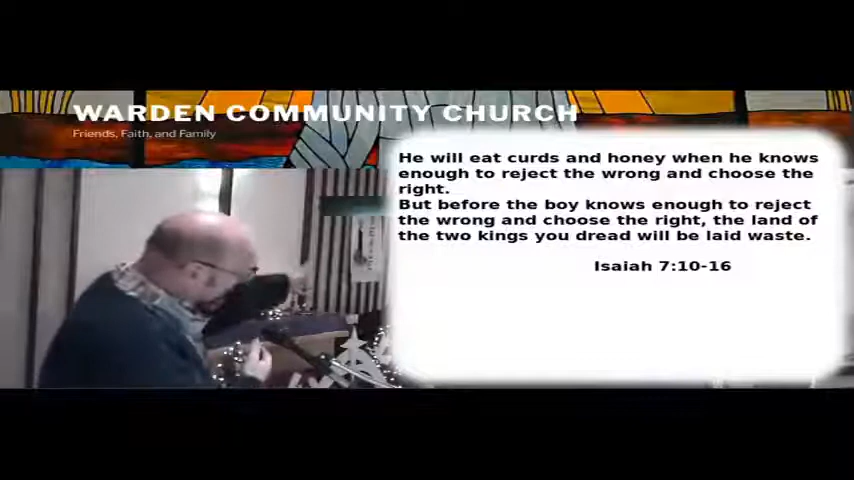 WARDEN COMMUNITY CHURCH
Friends, Faith, and Family
He will eat curds and honey when he knows
enough to reject the wrong and choose the
right.
But before the boy knows enough to reject
the wrong and choose the right, the land of
the two kings you dread will be laid waste.
Isaiah 7:10-16